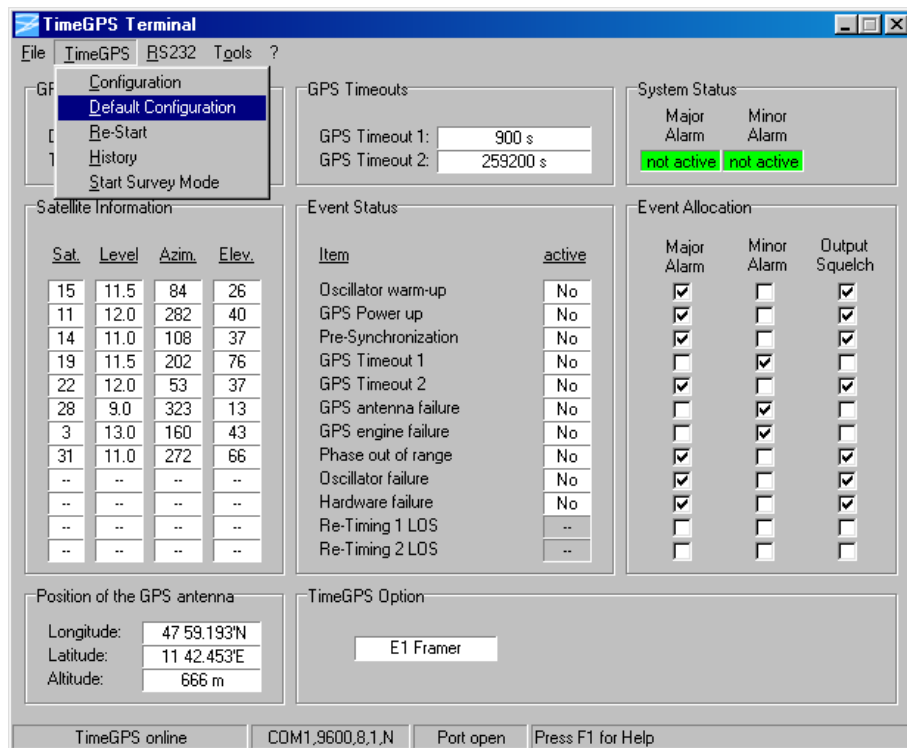 TimeGPS Terminal
File TimeGPS RS232 Tools ?
Configuration
Default Configuration
Re-Start
History
Start Survey Mode
GPS Timeouts
GPS Timeout 1: 900 s
GPS Timeout 2: 259200 s
System Status
Major Alarm Minor Alarm
not active not active
Satellite Information
Sat. Level Azim. Elev.
15 11.5 84 26
11 12.0 282 40
14 11.0 108 37
19 11.5 202 76
22 12.0 53 37
28 9.0 323 13
3 13.0 160 43
31 11.0 272 66
-- -- -- --
-- -- -- --
-- -- -- --
-- -- -- --
Event Status
Item active
Oscillator warm-up No
GPS Power up No
Pre-Synchronization No
GPS Timeout 1 No
GPS Timeout 2 No
GPS antenna failure No
GPS engine failure No
Phase out of range No
Oscillator failure No
Hardware failure No
Re-Timing 1 LOS --
Re-Timing 2 LOS --
Event Allocation
Major Alarm Minor Alarm Output Squelch
Position of the GPS antenna
Longitude: 47 59.193'N
Latitude: 11 42.453'E
Altitude: 666 m
TimeGPS Option
E1 Framer
TimeGPS online COM1,9600,8,1,N Port open Press F1 for Help